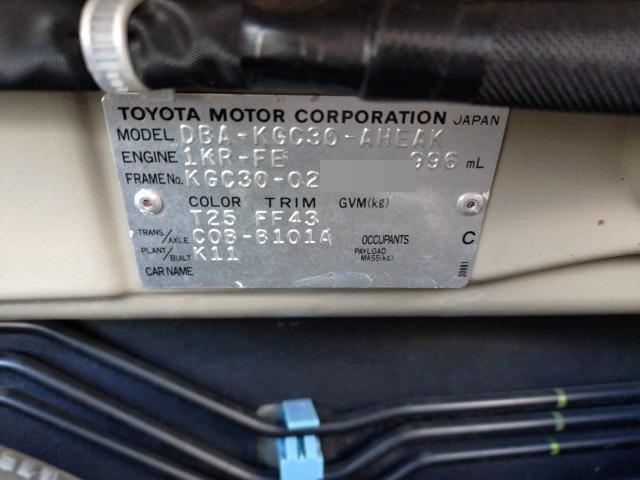 TOYOTA MOTOR CORPORATION JAPAN
MODEL DBA-KGC30-AHEAK
ENGINE 1KR-FE 996 mL
FRAME No. KGC30-02
COLOR TRIM GVM(kg)
T25 FF43
TRANS/AXLE C0B-B101A OCCUPANTS C
PLANT/BUILT K11 PAYLOAD MASS(kg)
CAR NAME